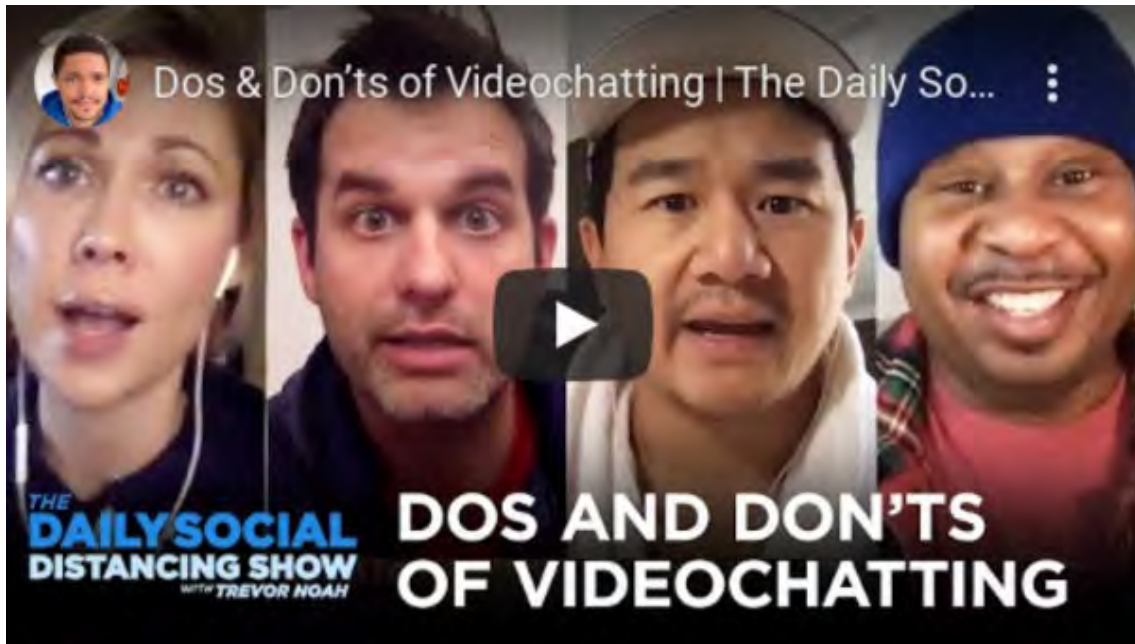 Dos & Don’ts of Videochatting | The Daily So...
THE
DAILY SOCIAL
DISTANCING SHOW
WITH TREVOR NOAH
DOS AND DON’TS
OF VIDEOCHATTING